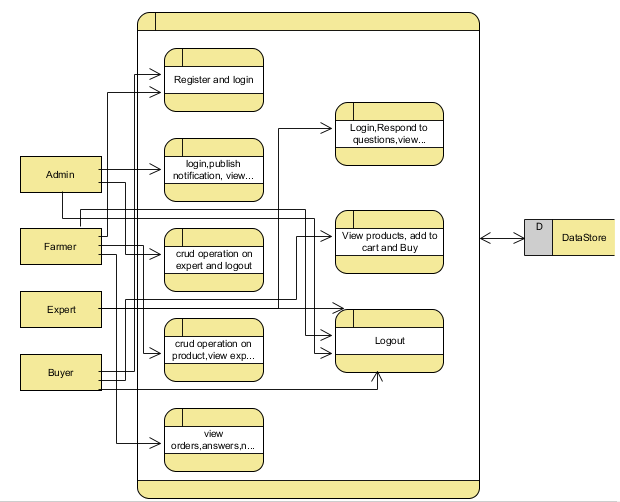 Register and login
Login,Respond to
questions,view...
login,publish
notification, view...
Admin
View products, add to
cart and Buy
D
DataStore
Farmer
crud operation on
expert and logout
Expert
Logout
crud operation on
product,view exp...
Buyer
view
orders,answers,n...